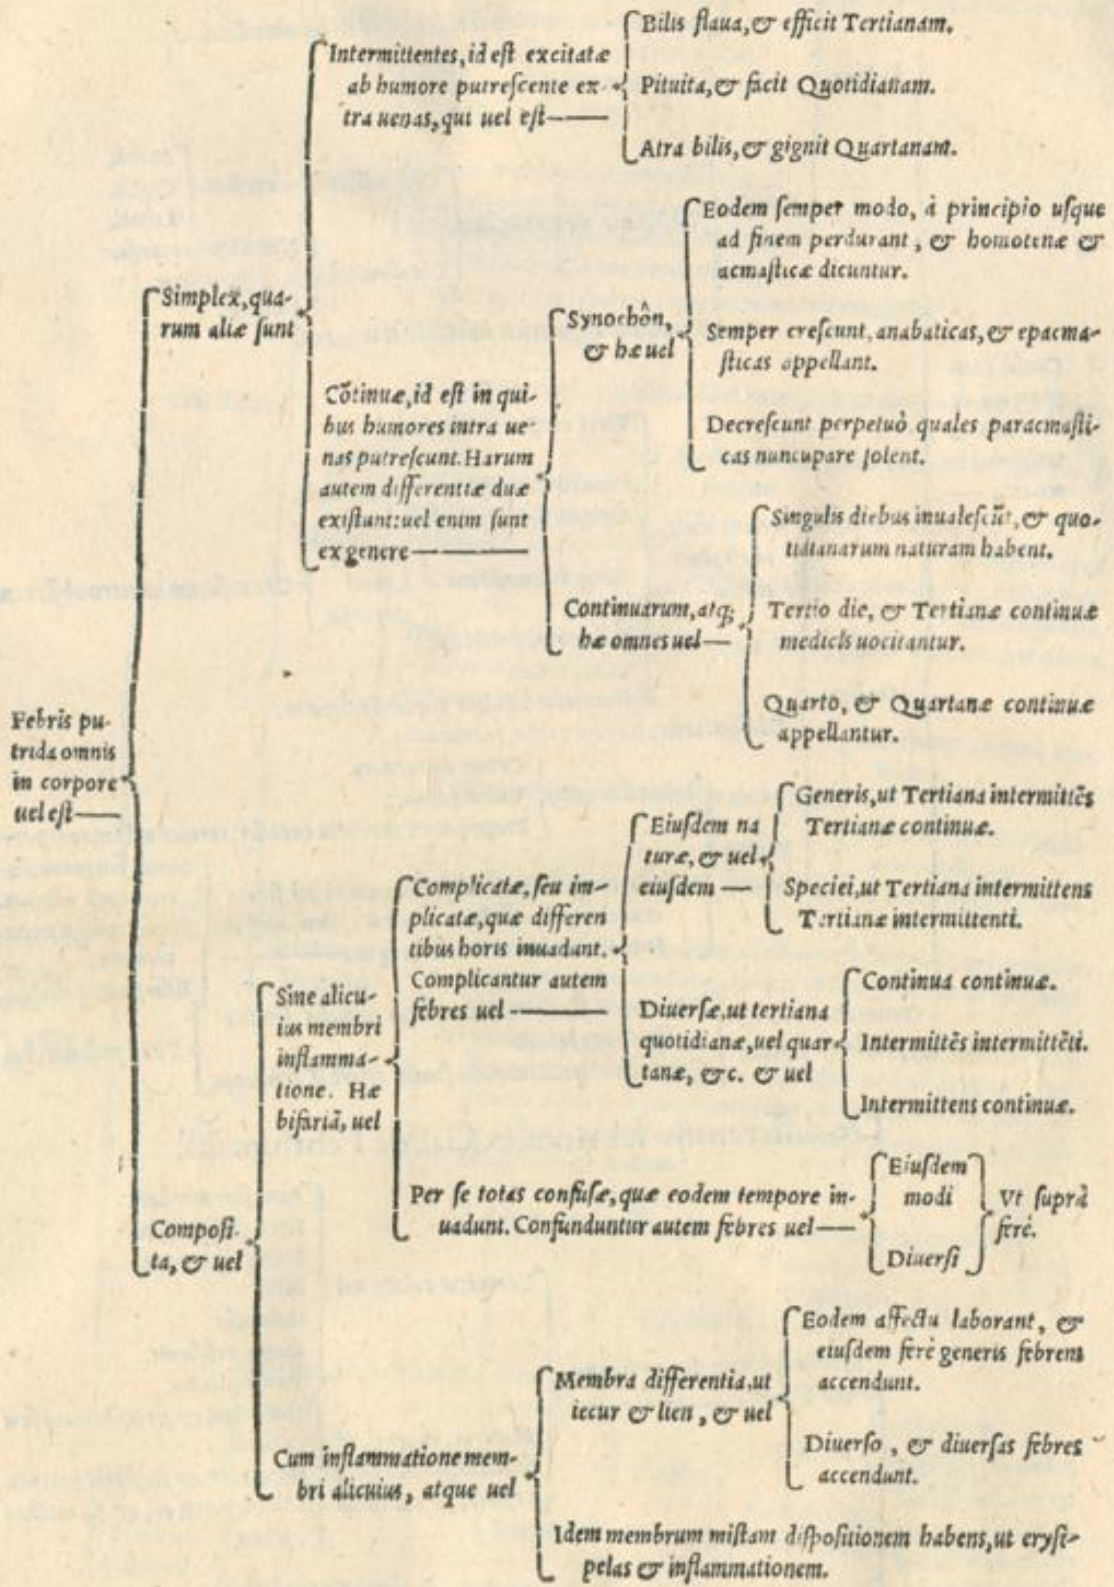 Febris pu-
trida omnis
in corpore
uel est——
Simplex, qua-
rum aliæ sunt
Intermittentes, id est excitatæ
ab humore putrescente ex-
tra uenas, qui uel est——
Bilis flaua, & efficit Tertianam.
Pituita, & facit Quotidianam.
Atra bilis, & gignit Quartanam.
Cōtinuæ, id est in qui-
bus humores intra ue-
nas putrescunt. Harum
autem differentiæ duæ
existunt: uel enim sunt
ex genere——
Synochôn,
& hæ uel
Eodem semper modo, à principio usque
ad finem perdurant, & homotenæ &
acmasticæ dicuntur.
Semper crescunt, anabaticas, & epacma-
sticas appellant.
Decrescunt perpetuò quales paracmasti-
cas nuncupare solent.
Continuarum, atq;
hæ omnes uel——
Singulis diebus inualescūt, & quo-
tidianarum naturam habent.
Tertio die, & Tertianæ continuæ
medicis uocitantur.
Quarto, & Quartanæ continuæ
appellantur.
Composi-
ta, & uel
Sine alicu-
ius membri
inflamma-
tione. Hæ
bifariā, uel
Complicatæ, seu im-
plicatæ, quæ differen
tibus horis inuadunt.
Complicantur autem
febres uel——
Eiusdem na
turæ, & uel
eiusdem——
Generis, ut Tertiana intermittēs
Tertianæ continuæ.
Speciei, ut Tertiana intermittens
Tertianæ intermittenti.
Diuersæ, ut tertiana
quotidianæ, uel quar
tanæ, &c. & uel
Continua continuæ.
Intermittēs intermittēti.
Intermittens continuæ.
Per se totas confusæ, quæ eodem tempore in-
uadunt. Confunduntur autem febres uel——
Eiusdem
modi
Diuersi
Vt suprà
ferè.
Cum inflammatione mem-
bri alicuius, atque uel
Membra differentia, ut
iecur & lien, & uel
Eodem affectu laborant, &
eiusdem ferè generis febrem
accendunt.
Diuerso, & diuersas febres
accendunt.
Idem membrum mistam dispositionem habens, ut erysi-
pelas & inflammationem.